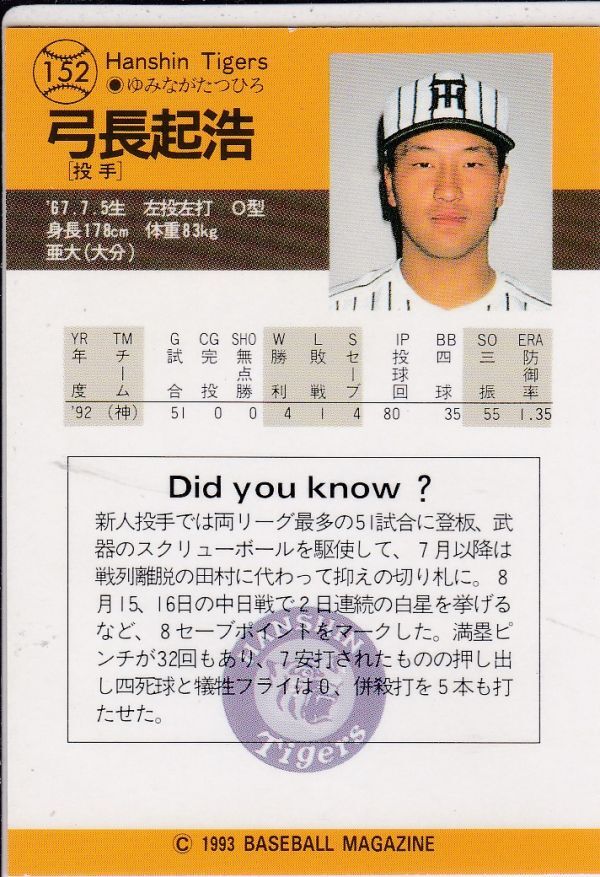 152
Hanshin Tigers
●ゆみながたつひろ
弓長起浩
[投手]
'67.7.5生 左投左打 O型
身長178cm 体重83kg
亜大(大分)
YR TM G CG SHO W L S IP BB SO ERA
年度 チーム 試合 完投 無点勝 勝利 敗戦 セーブ 投球回 四球 三振 防御率
'92 (神) 51 0 0 4 1 4 80 35 55 1.35
Did you know ?
新人投手では両リーグ最多の51試合に登板、武
器のスクリューボールを駆使して、7月以降は
戦列離脱の田村に代わって抑えの切り札に。8
月15、16日の中日戦で2日連続の白星を挙げる
など、8セーブポイントをマークした。満塁ピ
ンチが32回もあり、7安打されたものの押し出
し四死球と犠牲フライは0、併殺打を5本も打
たせた。
HANSHIN
Tigers
© 1993 BASEBALL MAGAZINE